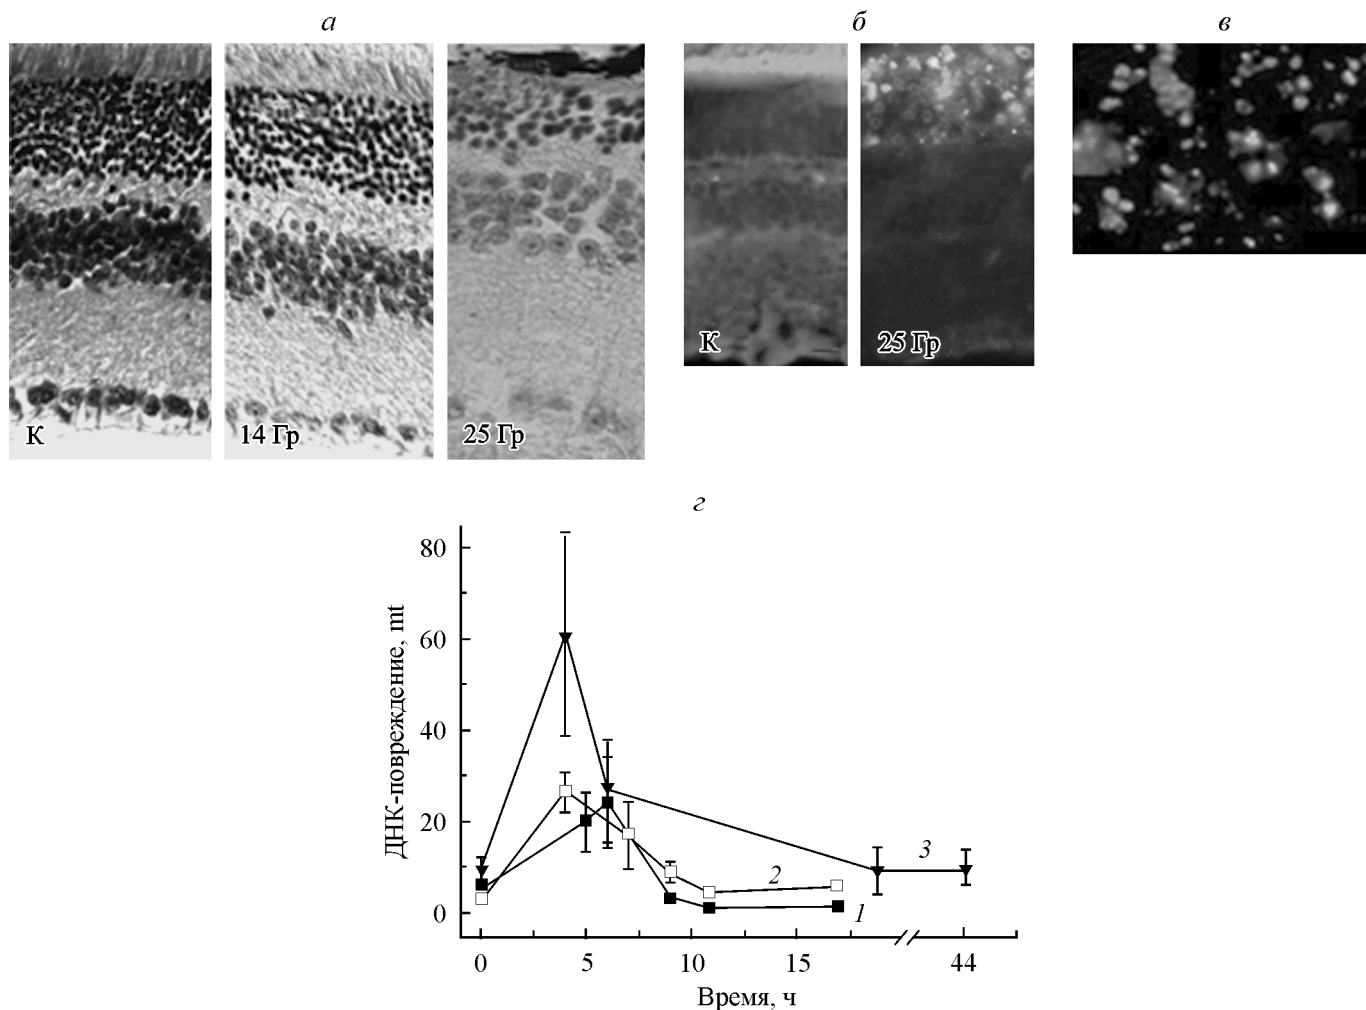 а
б
в
К
14 Гр
25 Гр
К
25 Гр
г
ДНК-повреждение, mt
80
60
40
20
0
3
2
1
0
5
10
15
44
Время, ч